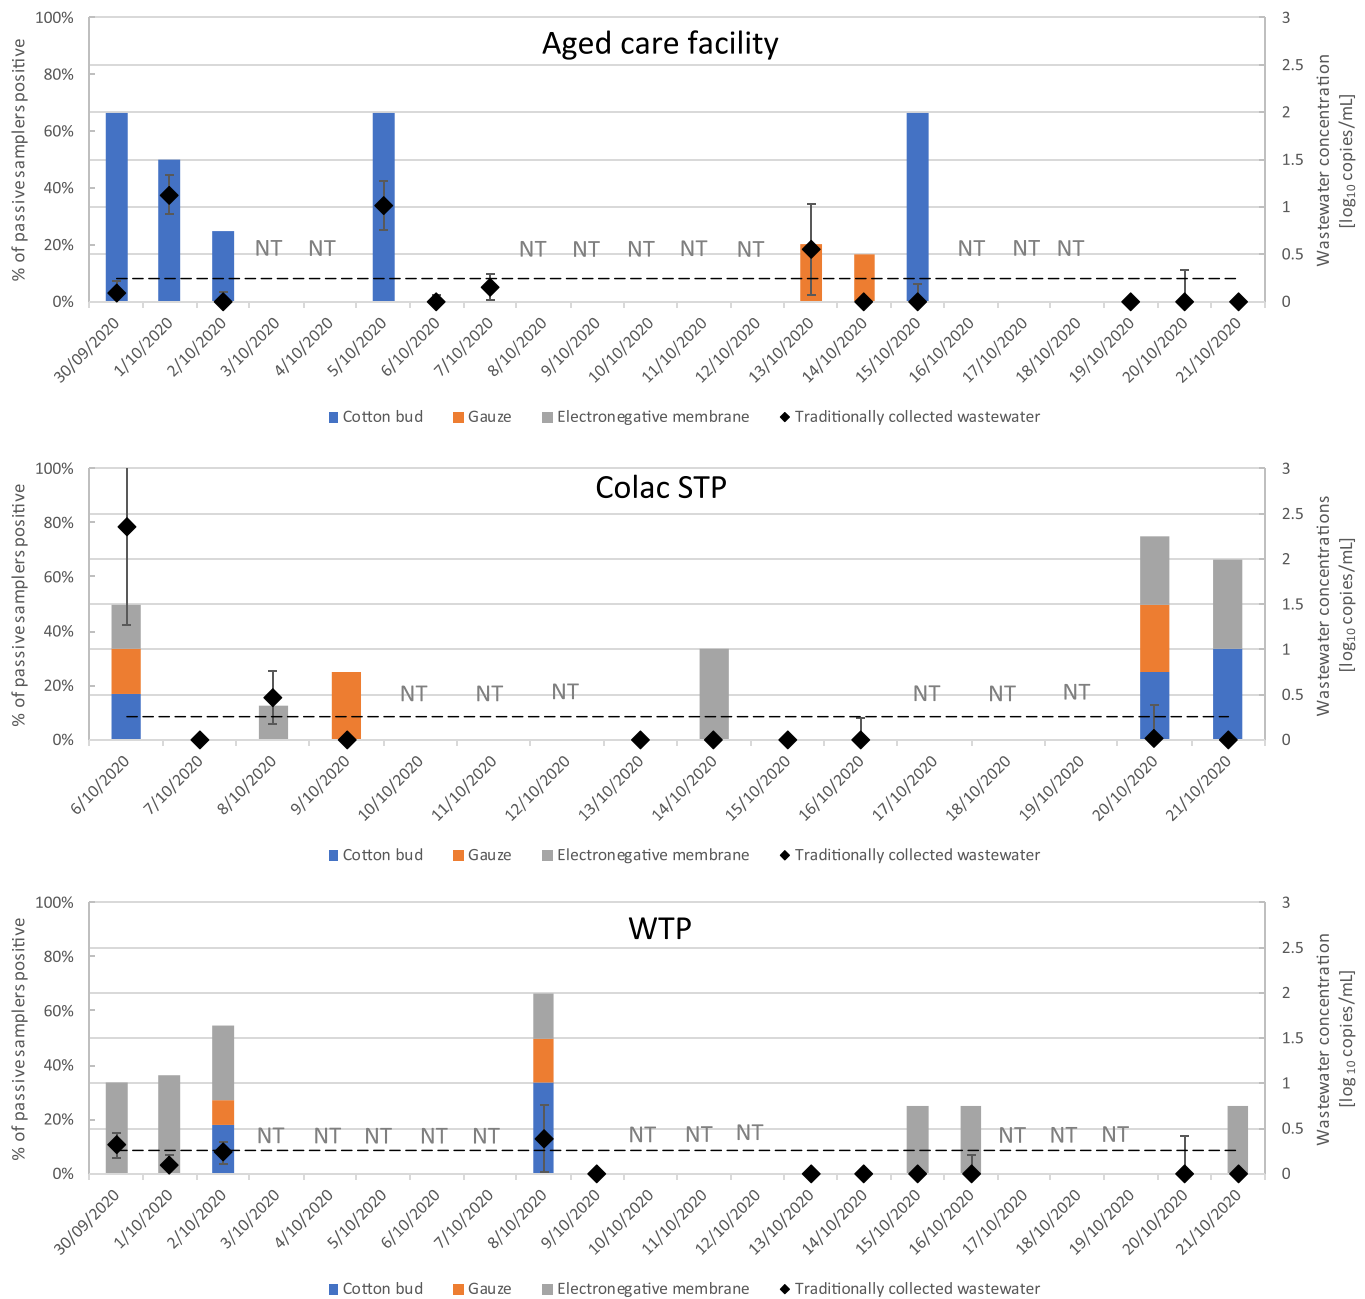 Aged care facility
% of passive samplers positive
100%
80%
60%
40%
20%
0%
3
2.5
2
1.5
1
0.5
0
Wastewater concentration
[log10 copies/mL]
NT NT NT NT NT NT NT NT NT NT
30/09/2020 1/10/2020 2/10/2020 3/10/2020 4/10/2020 5/10/2020 6/10/2020 7/10/2020 8/10/2020 9/10/2020 10/10/2020 11/10/2020 12/10/2020 13/10/2020 14/10/2020 15/10/2020 16/10/2020 17/10/2020 18/10/2020 19/10/2020 20/10/2020 21/10/2020
Cotton bud Gauze Electronegative membrane Traditionally collected wastewater
Colac STP
% of passive samplers positive
100%
80%
60%
40%
20%
0%
3
2.5
2
1.5
1
0.5
0
Wastewater concentrations
[log10 copies/mL]
NT NT NT NT NT NT
6/10/2020 7/10/2020 8/10/2020 9/10/2020 10/10/2020 11/10/2020 12/10/2020 13/10/2020 14/10/2020 15/10/2020 16/10/2020 17/10/2020 18/10/2020 19/10/2020 20/10/2020 21/10/2020
Cotton bud Gauze Electronegative membrane Traditionally collected wastewater
WTP
% of passive samplers positive
100%
80%
60%
40%
20%
0%
3
2.5
2
1.5
1
0.5
0
Wastewater concentration
[log 10 copies/mL]
NT NT NT NT NT NT NT NT NT NT NT
30/09/2020 1/10/2020 2/10/2020 3/10/2020 4/10/2020 5/10/2020 6/10/2020 7/10/2020 8/10/2020 9/10/2020 10/10/2020 11/10/2020 12/10/2020 13/10/2020 14/10/2020 15/10/2020 16/10/2020 17/10/2020 18/10/2020 19/10/2020 20/10/2020 21/10/2020
Cotton bud Gauze Electronegative membrane Traditionally collected wastewater